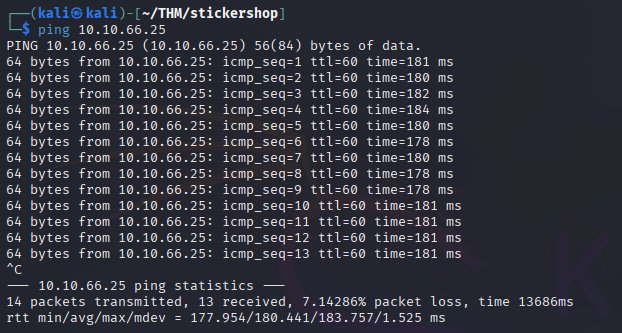 ┌──(kali㉿kali)-[~/THM/stickershop]
└─$ ping 10.10.66.25
PING 10.10.66.25 (10.10.66.25) 56(84) bytes of data.
64 bytes from 10.10.66.25: icmp_seq=1 ttl=60 time=181 ms
64 bytes from 10.10.66.25: icmp_seq=2 ttl=60 time=180 ms
64 bytes from 10.10.66.25: icmp_seq=3 ttl=60 time=182 ms
64 bytes from 10.10.66.25: icmp_seq=4 ttl=60 time=184 ms
64 bytes from 10.10.66.25: icmp_seq=5 ttl=60 time=180 ms
64 bytes from 10.10.66.25: icmp_seq=6 ttl=60 time=178 ms
64 bytes from 10.10.66.25: icmp_seq=7 ttl=60 time=180 ms
64 bytes from 10.10.66.25: icmp_seq=8 ttl=60 time=178 ms
64 bytes from 10.10.66.25: icmp_seq=9 ttl=60 time=178 ms
64 bytes from 10.10.66.25: icmp_seq=10 ttl=60 time=181 ms
64 bytes from 10.10.66.25: icmp_seq=11 ttl=60 time=181 ms
64 bytes from 10.10.66.25: icmp_seq=12 ttl=60 time=181 ms
64 bytes from 10.10.66.25: icmp_seq=13 ttl=60 time=181 ms
^C
--- 10.10.66.25 ping statistics ---
14 packets transmitted, 13 received, 7.14286% packet loss, time 13686ms
rtt min/avg/max/mdev = 177.954/180.441/183.757/1.525 ms
K